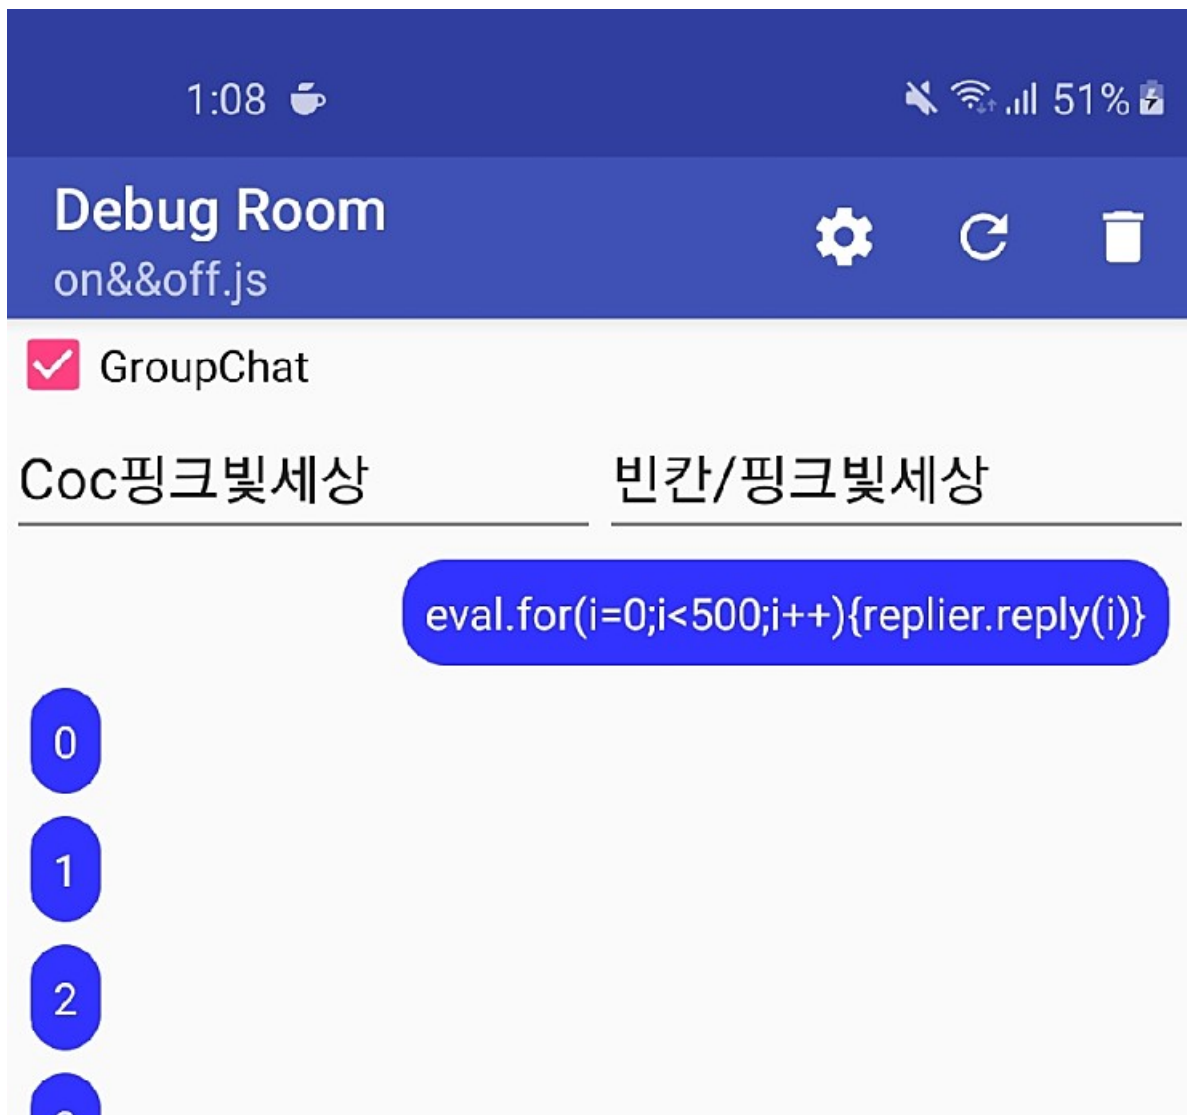 1:08 51%
Debug Room
on&&off.js
GroupChat
Coc핑크빛세상 빈칸/핑크빛세상
eval.for(i=0;i<500;i++){replier.reply(i)}
0
1
2